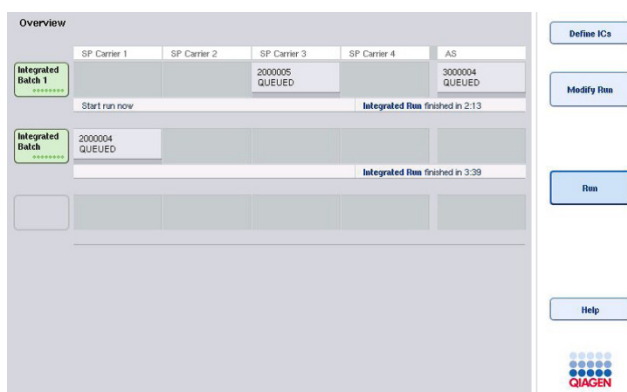 Overview
Define ICs
SP Carrier 1 SP Carrier 2 SP Carrier 3 SP Carrier 4 AS
Integrated Batch 1
********
2000005
QUEUED
3000004
QUEUED
Modify Run
Start run now Integrated Run finished in 2:13
Integrated Batch
********
2000004
QUEUED
Integrated Run finished in 3:39
Run
Help
QIAGEN